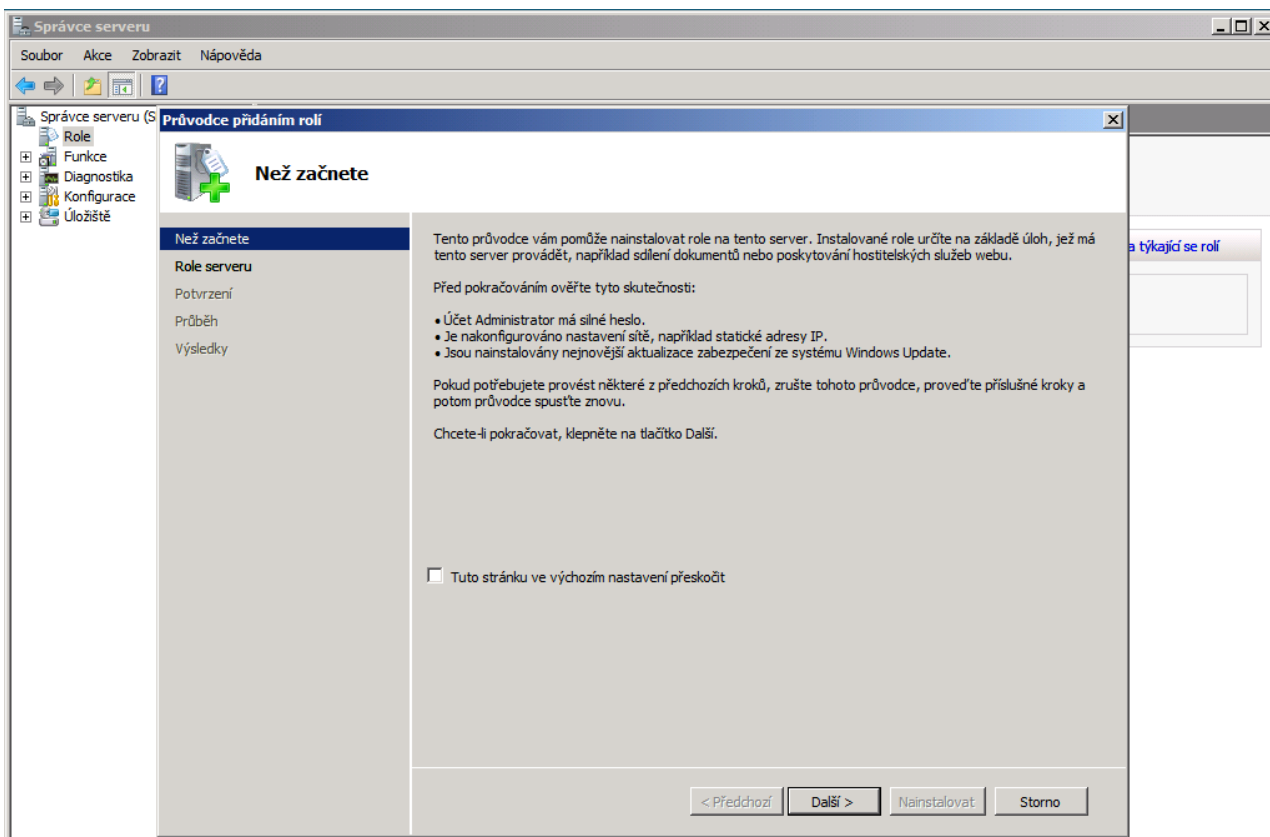 Správce serveru
Soubor Akce Zobrazit Nápověda
Správce serveru (S
Role
Funkce
Diagnostika
Konfigurace
Úložiště
Průvodce přidáním rolí
Než začnete
Než začnete
Role serveru
Potvrzení
Průběh
Výsledky
Tento průvodce vám pomůže nainstalovat role na tento server. Instalované role určíte na základě úloh, jež má
tento server provádět, například sdílení dokumentů nebo poskytování hostitelských služeb webu.
Před pokračováním ověřte tyto skutečnosti:
• Účet Administrator má silné heslo.
• Je nakonfigurováno nastavení sítě, například statické adresy IP.
• Jsou nainstalovány nejnovější aktualizace zabezpečení ze systému Windows Update.
Pokud potřebujete provést některé z předchozích kroků, zrušte tohoto průvodce, proveďte příslušné kroky a
potom průvodce spusťte znovu.
Chcete-li pokračovat, klepněte na tlačítko Další.
Tuto stránku ve výchozím nastavení přeskočit
< Předchozí Další > Nainstalovat Storno
a týkající se rolí